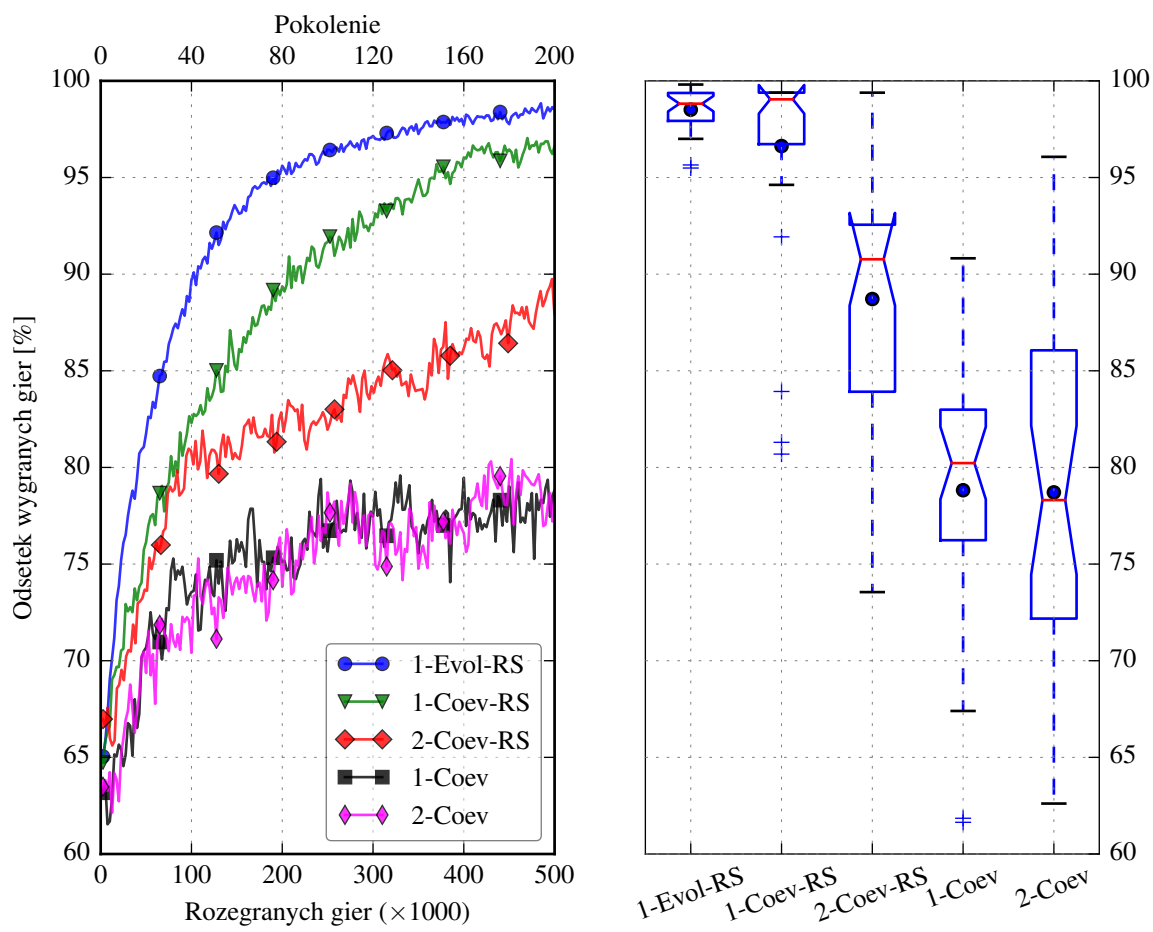 Pokolenie
0 40 80 120 160 200
100
95
90
85
80
75
70
65
60
Odsetek wygranych gier [%]
1-Evol-RS
1-Coev-RS
2-Coev-RS
1-Coev
2-Coev
0 100 200 300 400 500
Rozegranych gier (×1000)
100
95
90
85
80
75
70
65
60
1-Evol-RS
1-Coev-RS
2-Coev-RS
1-Coev
2-Coev